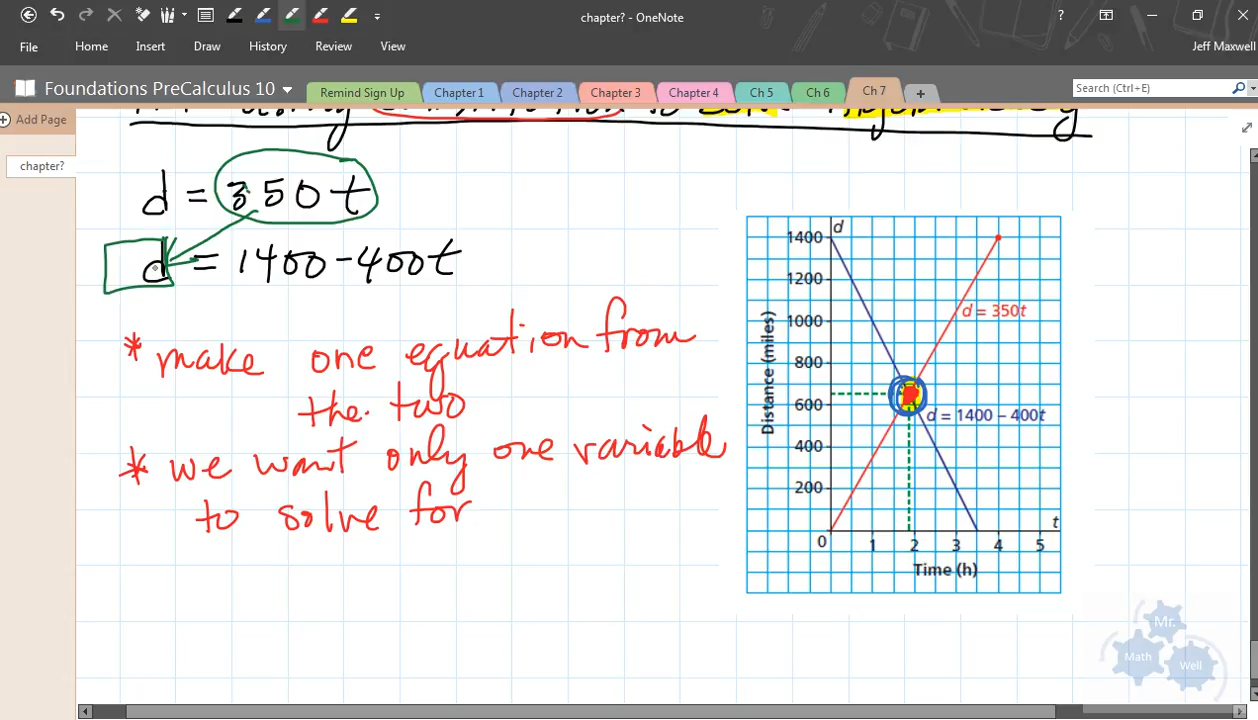 chapter? - OneNote
?
File Home Insert Draw History Review View
Jeff Maxwell
Foundations PreCalculus 10
Remind Sign Up Chapter 1 Chapter 2 Chapter 3 Chapter 4 Ch 5 Ch 6 Ch 7
Search (Ctrl+E)
Add Page
chapter?
d = 350t
d = 1400 - 400t
* make one equation from
the two
* we want only one variable
to solve for
d
1400
1200
1000
800
600
400
200
0
1 2 3 4 5
t
Distance (miles)
Time (h)
d = 350t
d = 1400 – 400t
Mr.
Math
Well